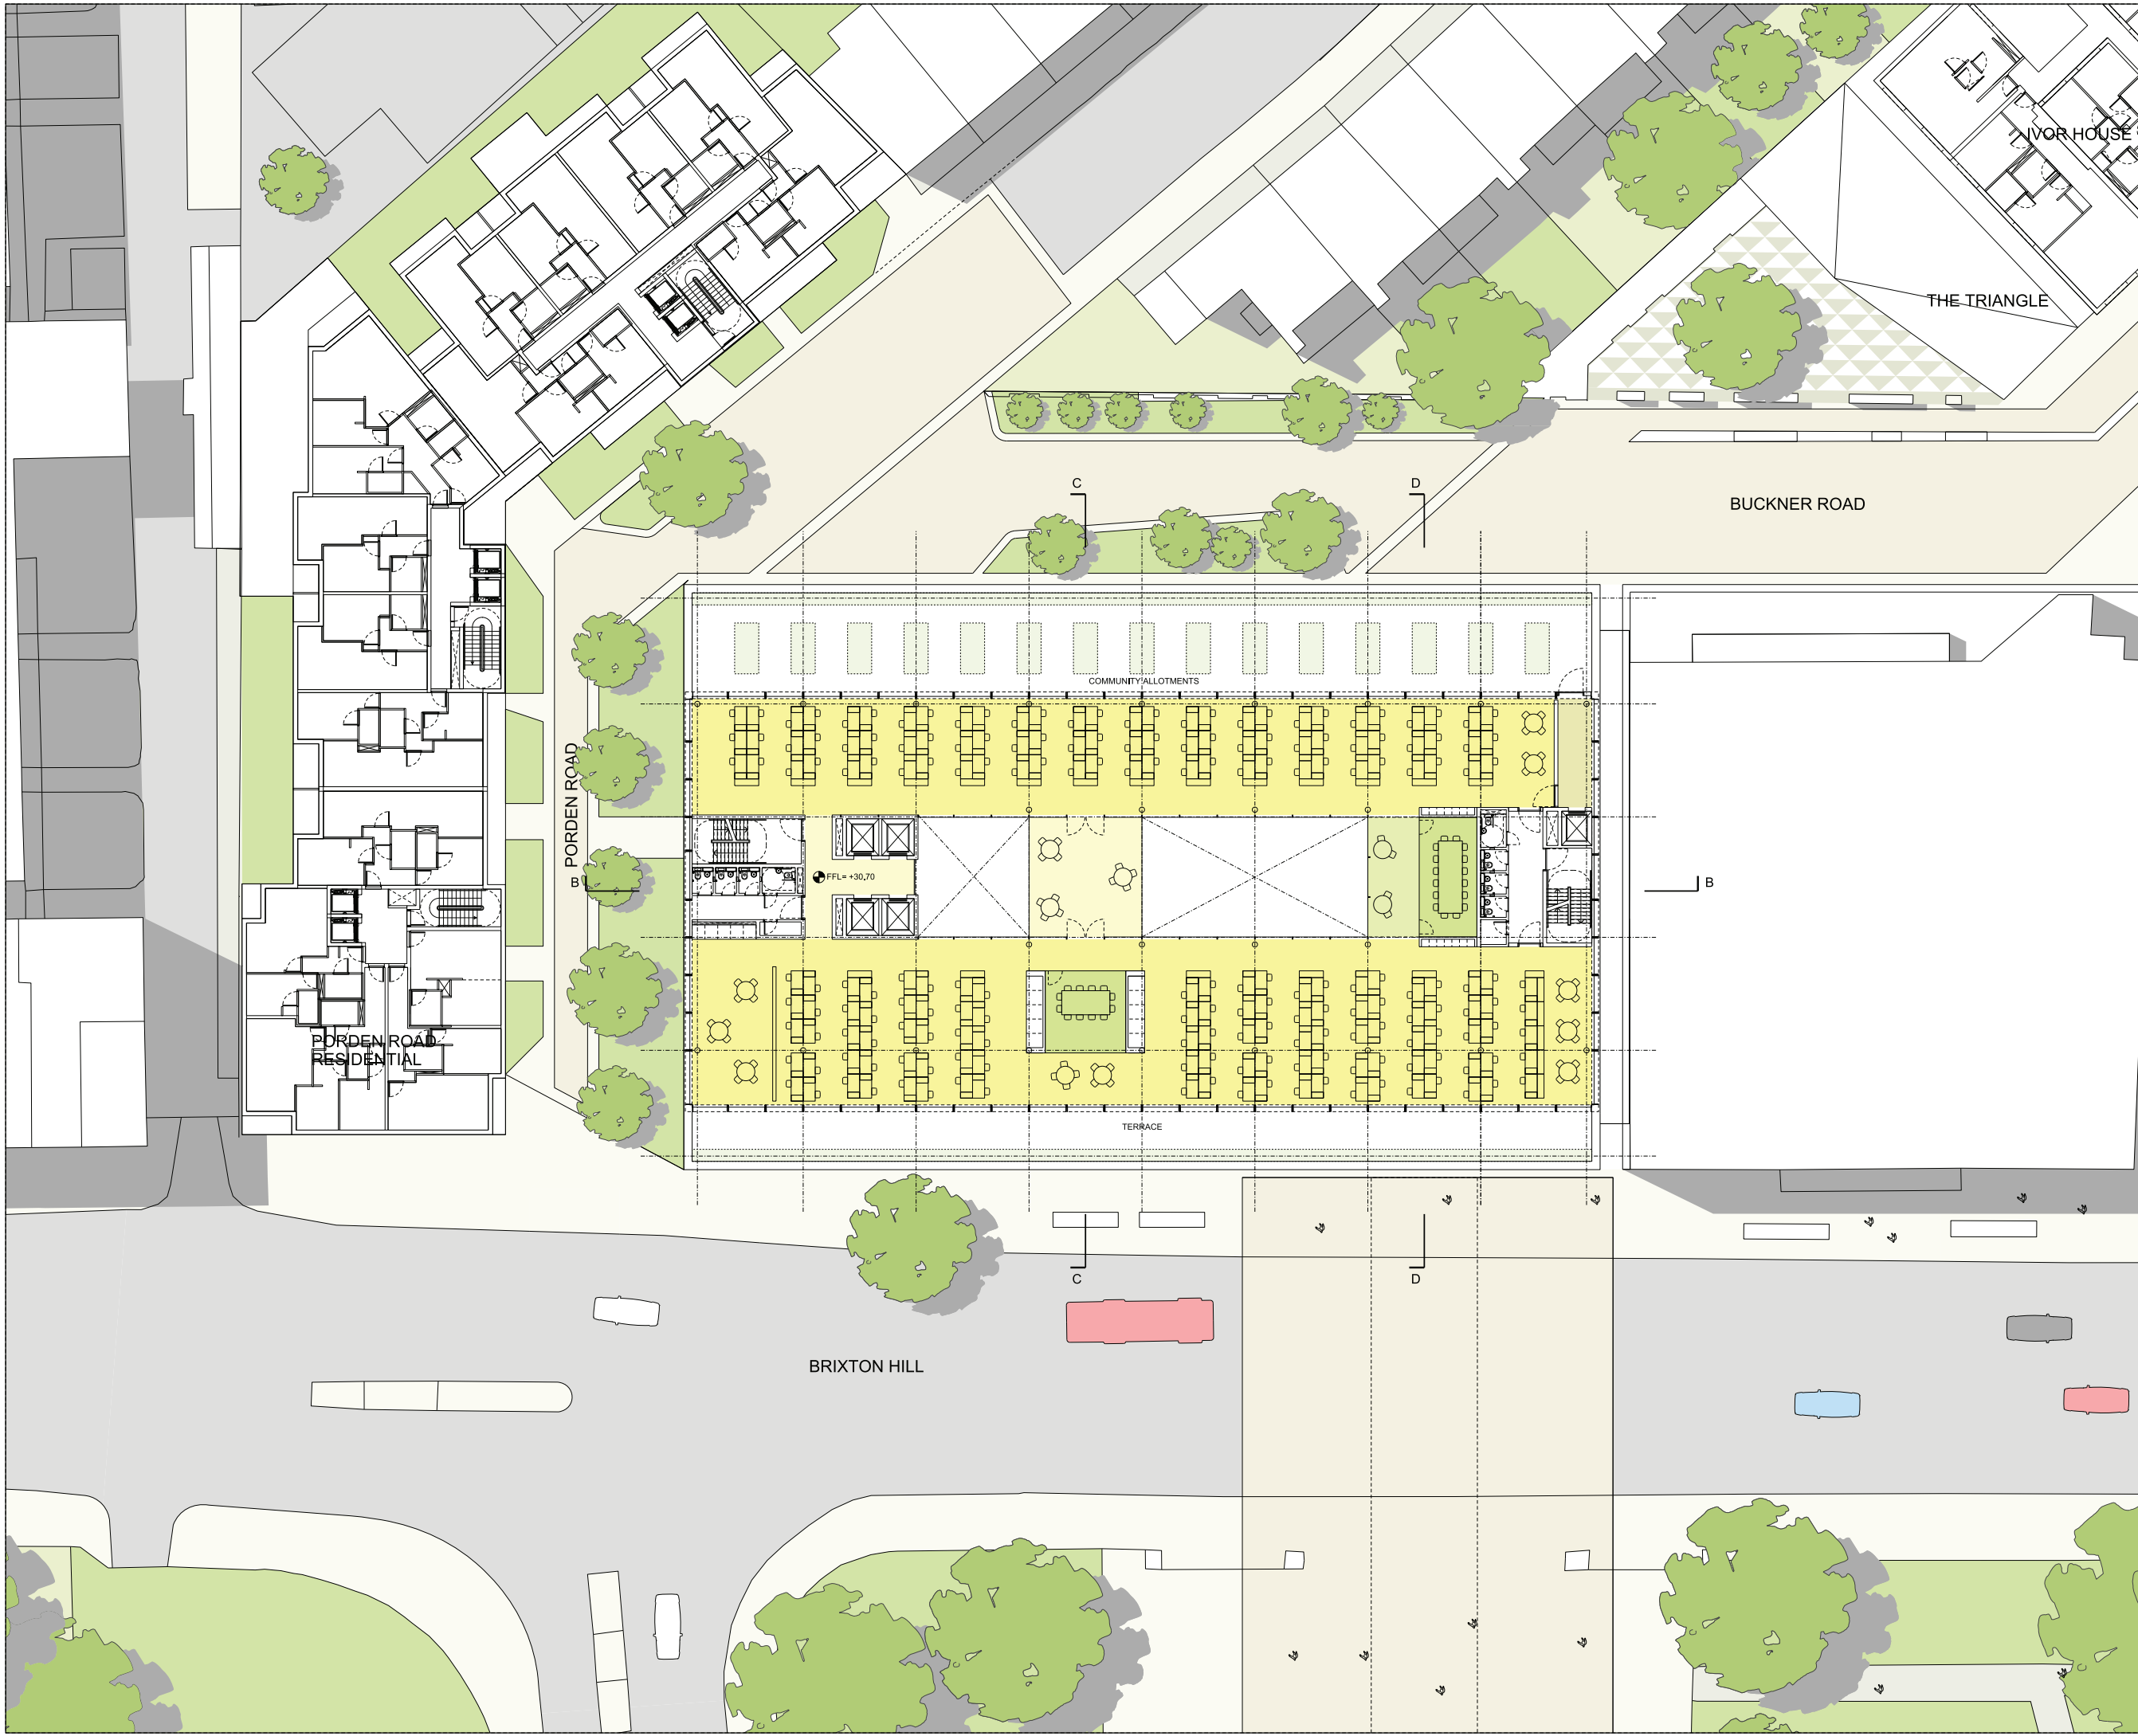 IVOR HOUSE
THE TRIANGLE
C
D
BUCKNER ROAD
COMMUNITY ALLOTMENTS
PORDEN ROAD
B
FFL= +30,70
B
PORDEN ROAD
RESIDENTIAL
TERRACE
C
D
BRIXTON HILL